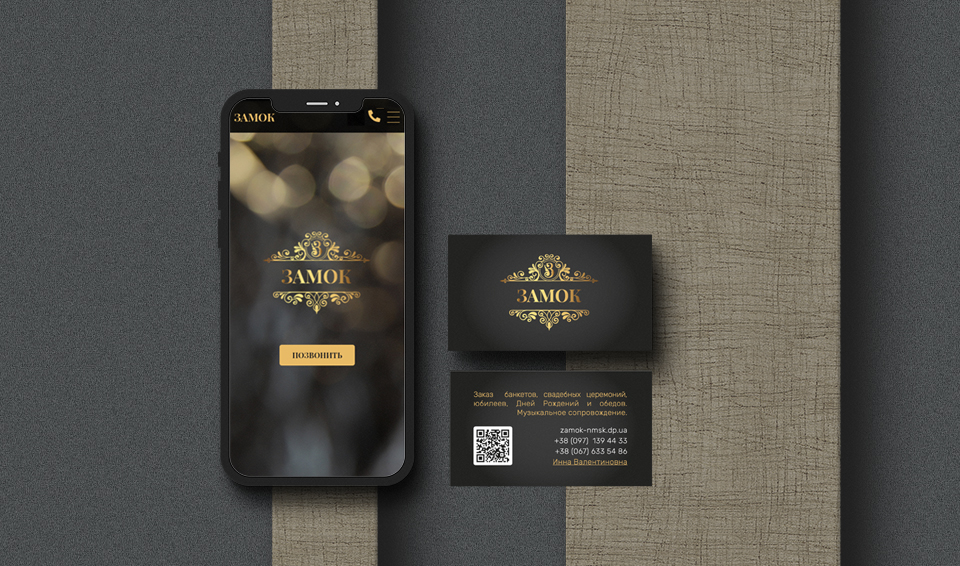 ЗАМОК
З
ЗАМОК
ПОЗВОНИТЬ
З
ЗАМОК
Заказ банкетов, свадебных церемоний,
юбилеев, Дней Рождений и обедов.
Музыкальное сопровождение.
zamok-nmsk.dp.ua
+38 (097) 139 44 33
+38 (067) 633 54 86
Инна Валентиновна